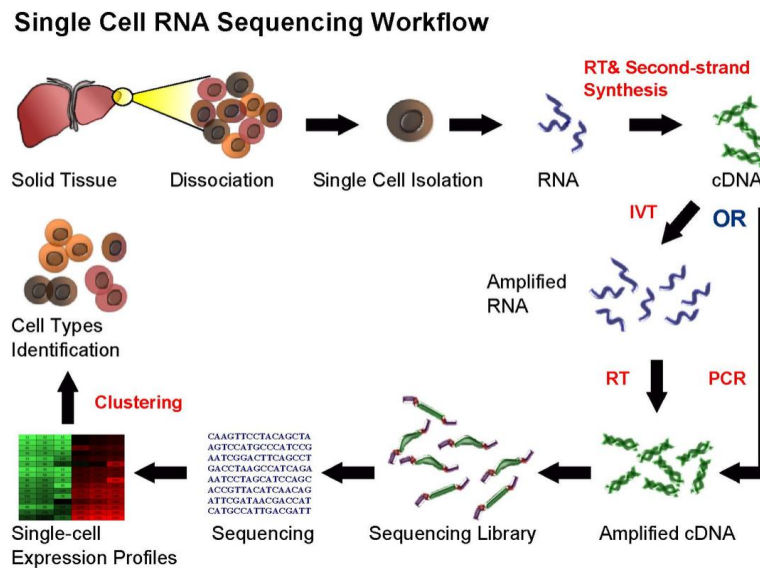 Single Cell RNA Sequencing Workflow
RT& Second-strand
Synthesis
Solid Tissue
Dissociation
Single Cell Isolation
RNA
cDNA
IVT
OR
Amplified
RNA
RT
PCR
Amplified cDNA
Sequencing Library
CAAGTTCCTACAGCTA
AGTCCATGCCCATCCG
AATCGGACTTCAGCCT
GACCTAAGCCATCAGA
AATCCTAGCATCCAGC
ACCGTTACATCAACAG
ATTCGATAACGACCAT
CATGCCATTGACGATT
Sequencing
Single-cell
Expression Profiles
Clustering
Cell Types
Identification